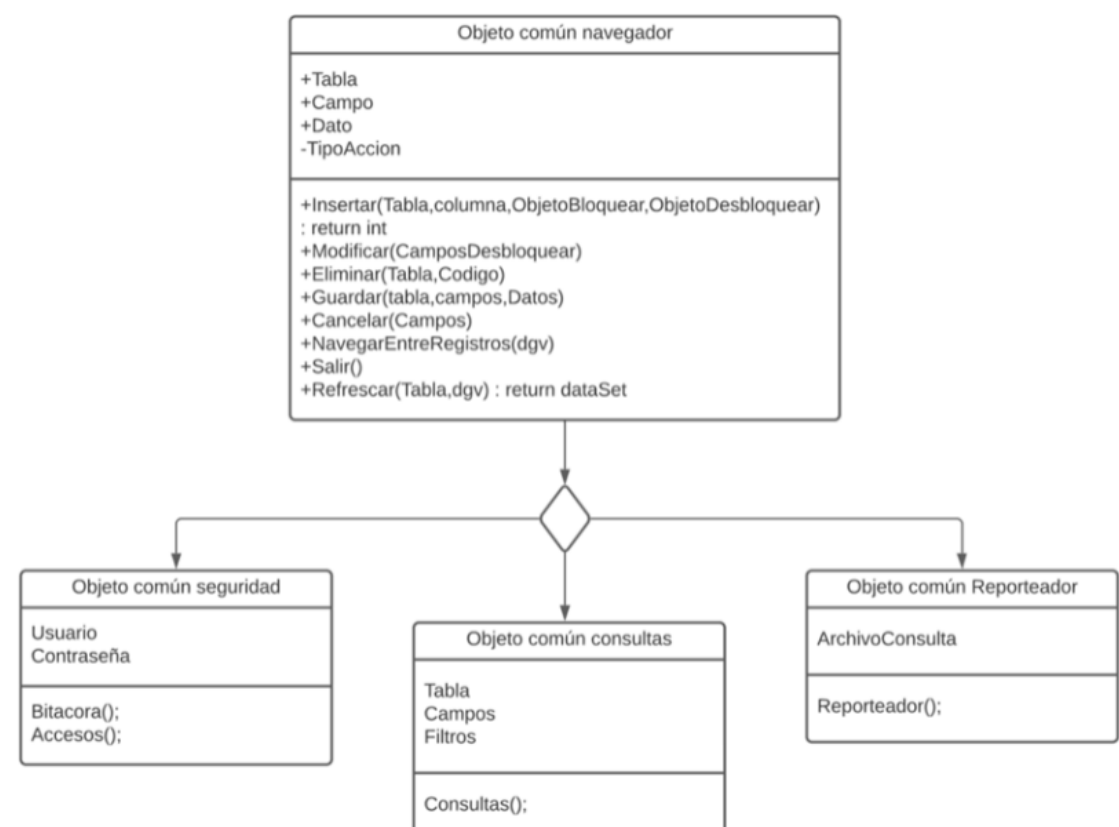 Objeto común navegador
+Tabla
+Campo
+Dato
-TipoAccion
+Insertar(Tabla,columna,ObjetoBloquear,ObjetoDesbloquear)
: return int
+Modificar(CamposDesbloquear)
+Eliminar(Tabla,Codigo)
+Guardar(tabla,campos,Datos)
+Cancelar(Campos)
+NavegarEntreRegistros(dgv)
+Salir()
+Refrescar(Tabla,dgv) : return dataSet
Objeto común seguridad
Usuario
Contraseña
Bitacora();
Accesos();
Objeto común consultas
Tabla
Campos
Filtros
Consultas();
Objeto común Reporteador
ArchivoConsulta
Reporteador();